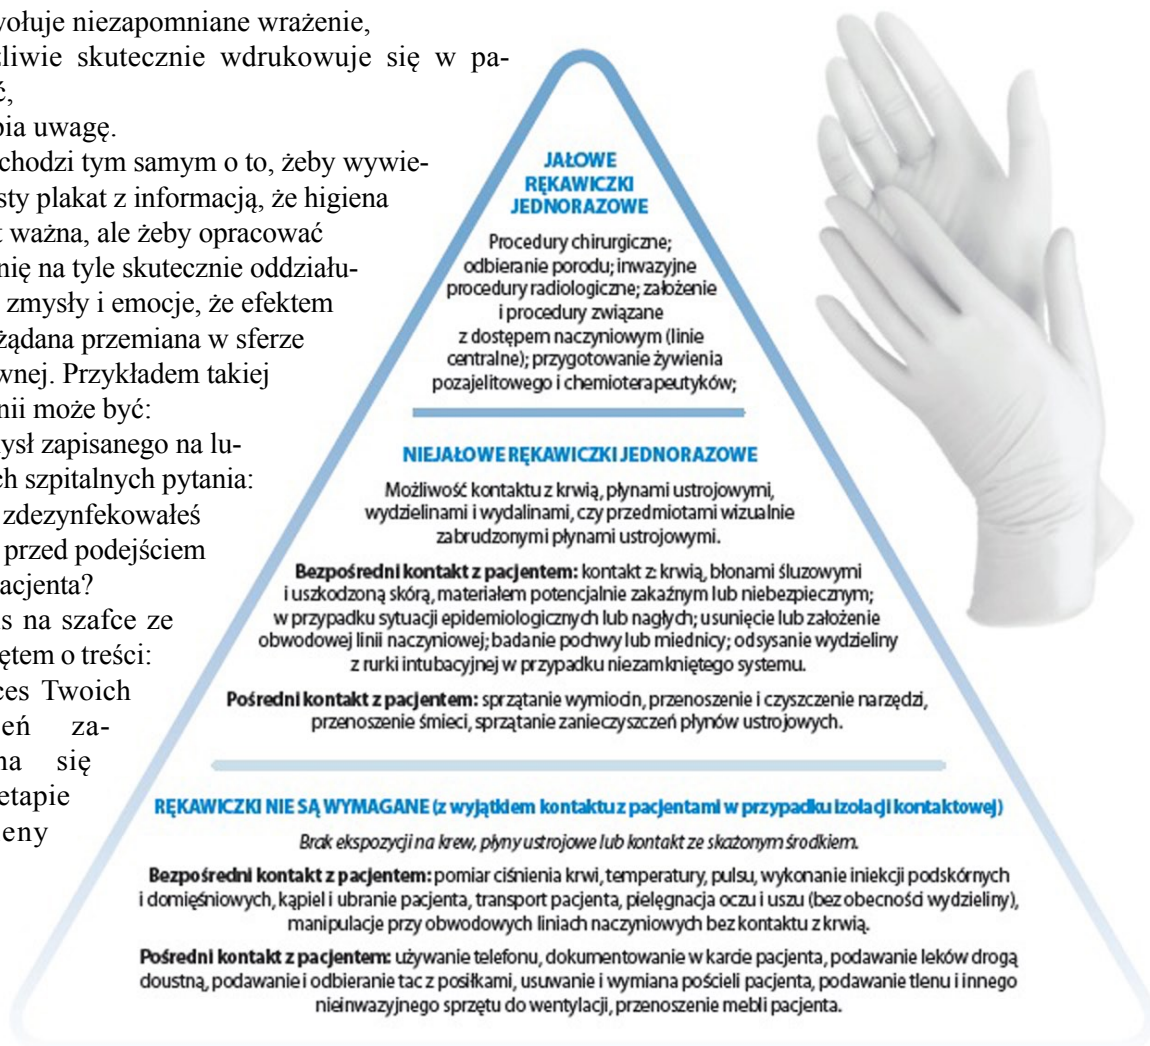 wołuje niezapomniane wrażenie,
liwie skutecznie wdrukowuje się w pa-
ć,
pia uwagę.
chodzi tym samym o to, żeby wywie-
sty plakat z informacją, że higiena
t ważna, ale żeby opracować
nię na tyle skutecznie oddziału-
zmysły i emocje, że efektem
żądana przemiana w sferze
wnej. Przykładem takiej
nii może być:
mysł zapisanego na lu-
ch szpitalnych pytania:
zdezynfekowałeś
przed podejściem
acjenta?
s na szafce ze
ętem o treści:
ces Twoich
eń za-
na się
etapie
eny
JAŁOWE
RĘKAWICZKI
JEDNORAZOWE
Procedury chirurgiczne;
odbieranie porodu; inwazyjne
procedury radiologiczne; założenie
i procedury związane
z dostępem naczyniowym (linie
centralne); przygotowanie żywienia
pozajelitowego i chemioterapeutyków;
NIEJAŁOWE RĘKAWICZKI JEDNORAZOWE
Możliwość kontaktu z krwią, płynami ustrojowymi,
wydzielinami i wydalinami, czy przedmiotami wizualnie
zabrudzonymi płynami ustrojowymi.
Bezpośredni kontakt z pacjentem: kontakt z: krwią, błonami śluzowymi
i uszkodzoną skórą, materiałem potencjalnie zakaźnym lub niebezpiecznym;
w przypadku sytuacji epidemiologicznych lub nagłych; usunięcie lub założenie
obwodowej linii naczyniowej; badanie pochwy lub miednicy; odsysanie wydzieliny
z rurki intubacyjnej w przypadku niezamkniętego systemu.
Pośredni kontakt z pacjentem: sprzątanie wymiocin, przenoszenie i czyszczenie narzędzi,
przenoszenie śmieci, sprzątanie zanieczyszczeń płynów ustrojowych.
RĘKAWICZKI NIE SĄ WYMAGANE (z wyjątkiem kontaktu z pacjentami w przypadku izolacji kontaktowej)
Brak ekspozycji na krew, płyny ustrojowe lub kontakt ze skażonym środkiem.
Bezpośredni kontakt z pacjentem: pomiar ciśnienia krwi, temperatury, pulsu, wykonanie iniekcji podskórnych
i domięśniowych, kąpiel i ubranie pacjenta, transport pacjenta, pielęgnacja oczu i uszu (bez obecności wydzieliny),
manipulacje przy obwodowych liniach naczyniowych bez kontaktu z krwią.
Pośredni kontakt z pacjentem: używanie telefonu, dokumentowanie w karcie pacjenta, podawanie leków drogą
doustną, podawanie i odbieranie tac z posiłkami, usuwanie i wymiana pościeli pacjenta, podawanie tlenu i innego
nieinwazyjnego sprzętu do wentylacji, przenoszenie mebli pacjenta.